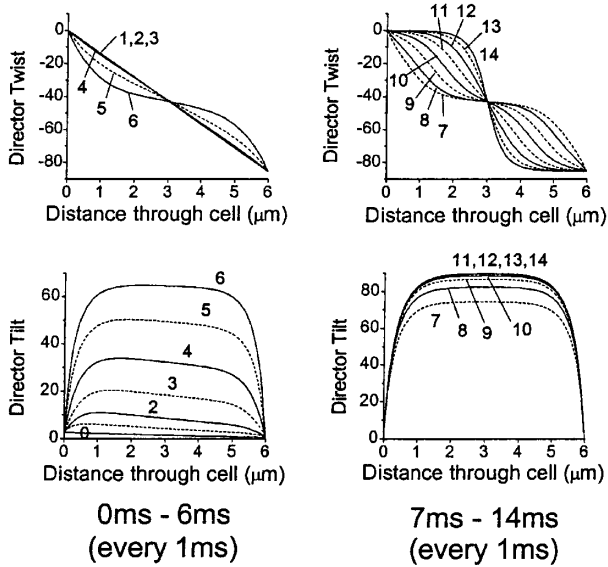 0
-20
-40
-60
-80
Director Twist
1,2,3
4
5
6
0 1 2 3 4 5 6
Distance through cell (μm)
0
-20
-40
-60
-80
Director Twist
11 12
13
14
10
9
8
7
0 1 2 3 4 5 6
Distance through cell (μm)
60
40
20
0
Director Tilt
6
5
4
3
2
0
0 1 2 3 4 5 6
Distance through cell (μm)
80
60
40
20
0
Director Tilt
11,12,13,14
7 8 9 10
0 1 2 3 4 5 6
Distance through cell (μm)
0ms - 6ms
(every 1ms)
7ms - 14ms
(every 1ms)